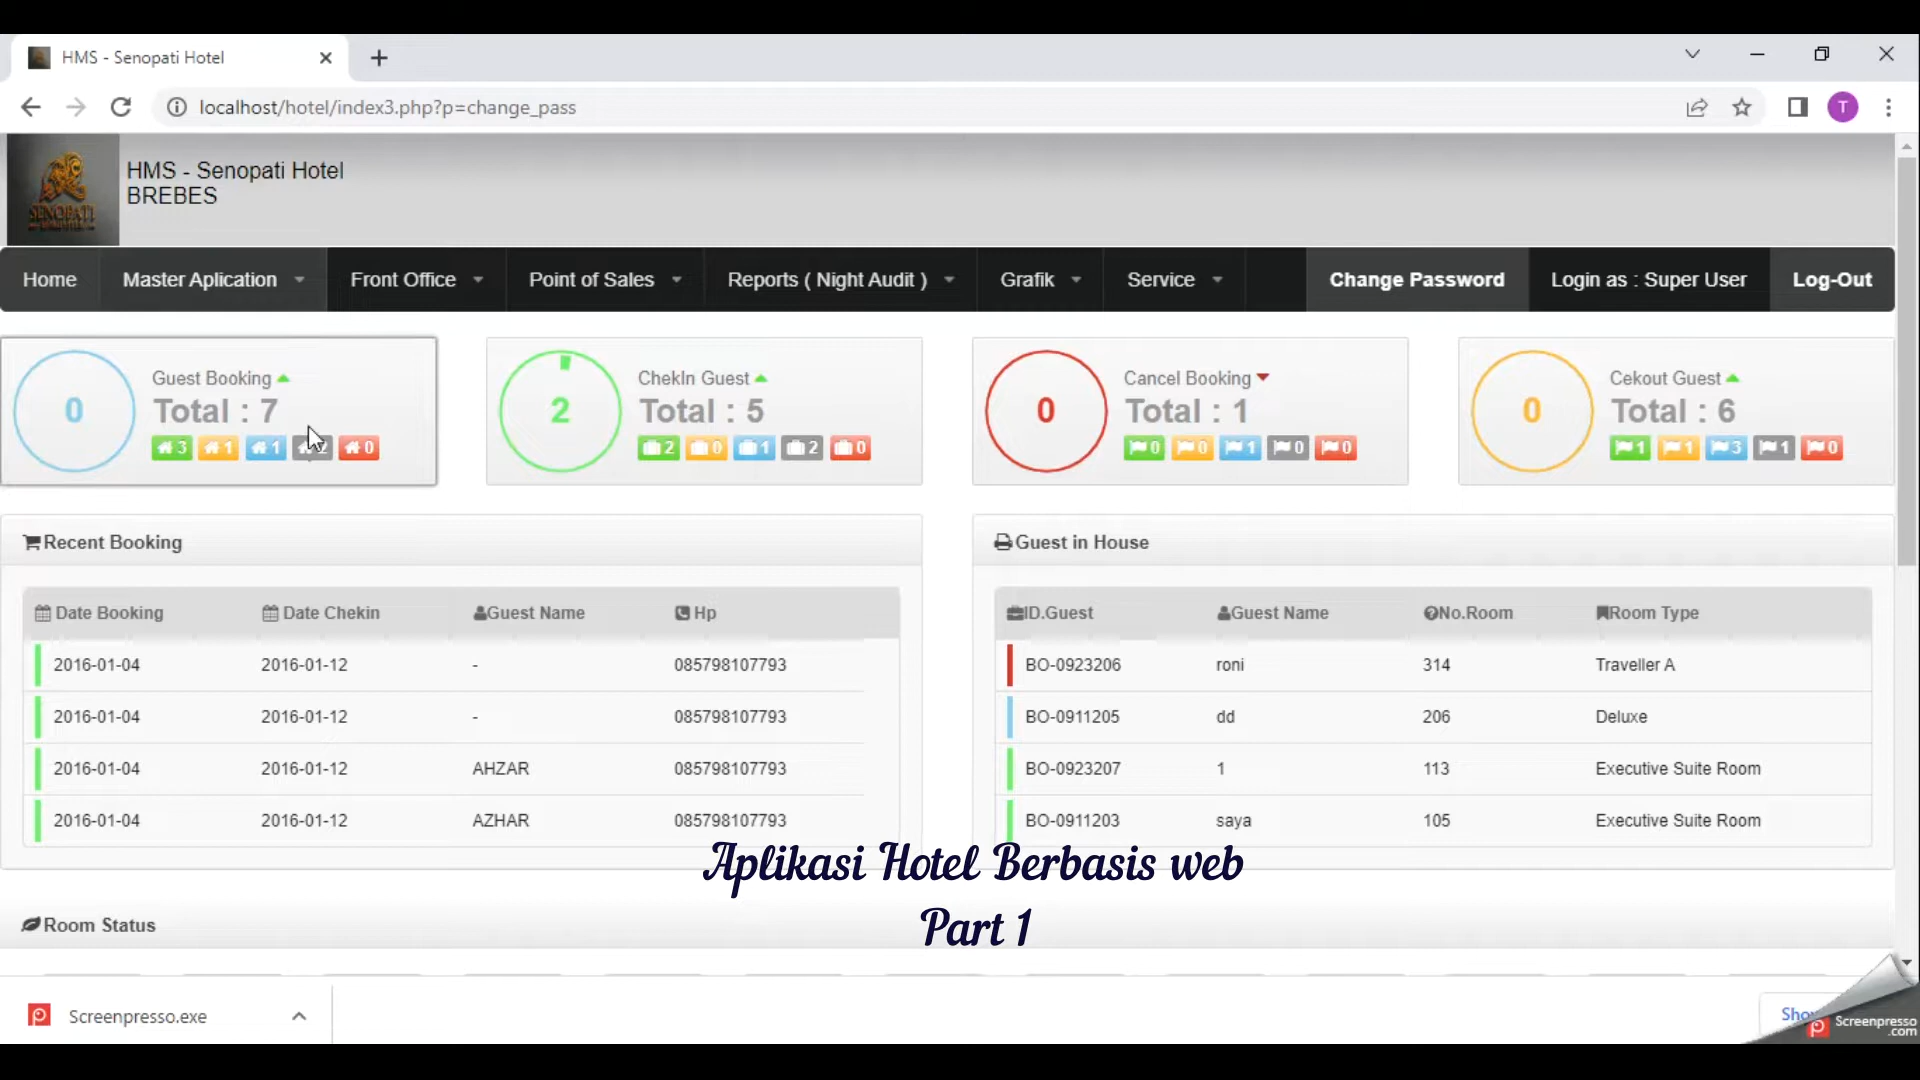 HMS - Senopati Hotel
localhost/hotel/index3.php?p=change_pass
T
SENOPATI
HMS - Senopati Hotel
BREBES
Home Master Aplication Front Office Point of Sales Reports ( Night Audit ) Grafik Service Change Password Login as : Super User Log-Out
0 Guest Booking Total : 7
3 1 1 2 0
2 ChekIn Guest Total : 5
2 0 1 2 0
0 Cancel Booking Total : 1
0 0 1 0 0
0 Cekout Guest Total : 6
1 1 3 1 0
Recent Booking
Date Booking Date Chekin Guest Name Hp
2016-01-04 2016-01-12 - 085798107793
2016-01-04 2016-01-12 - 085798107793
2016-01-04 2016-01-12 AHZAR 085798107793
2016-01-04 2016-01-12 AZHAR 085798107793
Guest in House
ID.Guest Guest Name No.Room Room Type
BO-0923206 roni 314 Traveller A
BO-0911205 dd 206 Deluxe
BO-0923207 1 113 Executive Suite Room
BO-0911203 saya 105 Executive Suite Room
Aplikasi Hotel Berbasis web
Part 1
Room Status
Screenpresso.exe
Screenpresso
.com